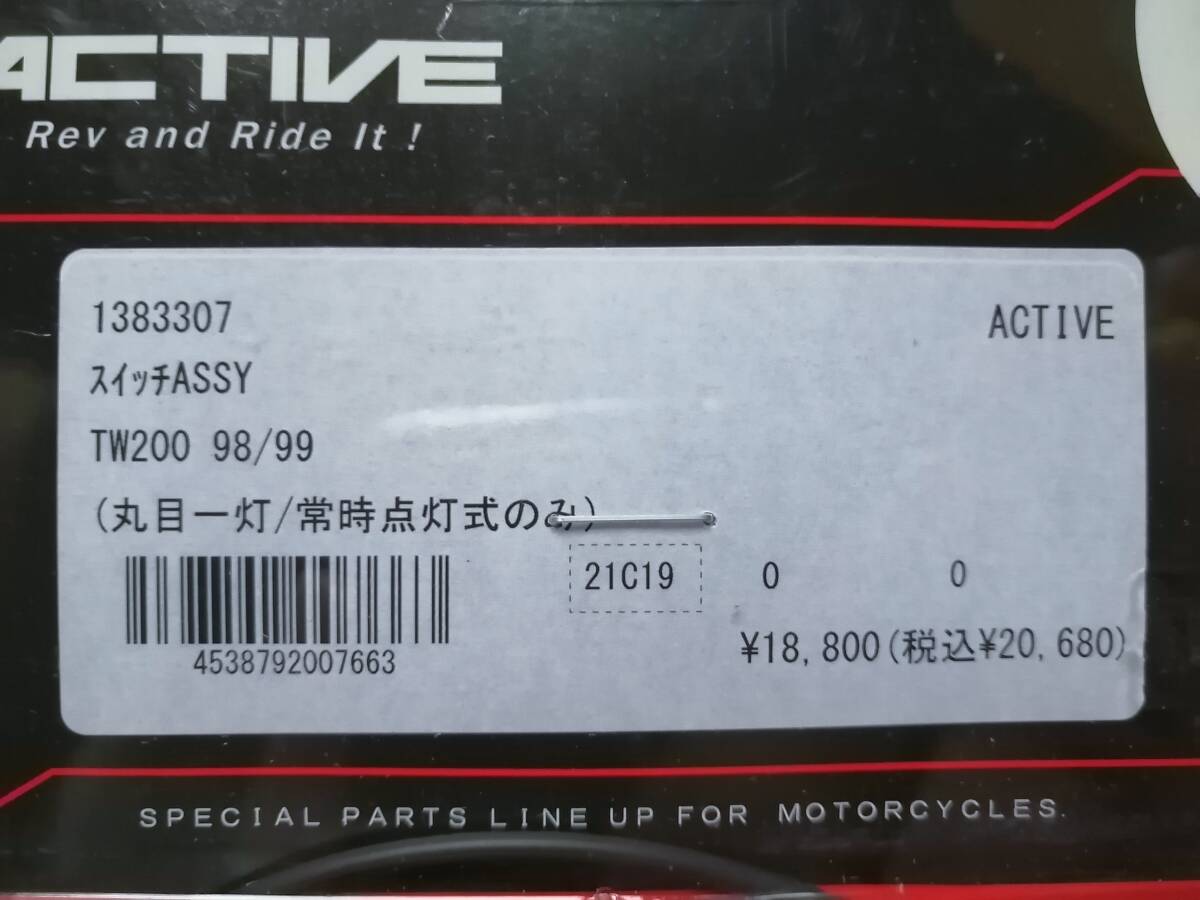 ACTIVE
Rev and Ride It !
1383307
ACTIVE
ｽｲｯﾁASSY
TW200 98/99
(丸目一灯/常時点灯式のみ)
21C19 0 0
4538792007663
¥18,800(税込¥20,680)
SPECIAL PARTS LINE UP FOR MOTORCYCLES.